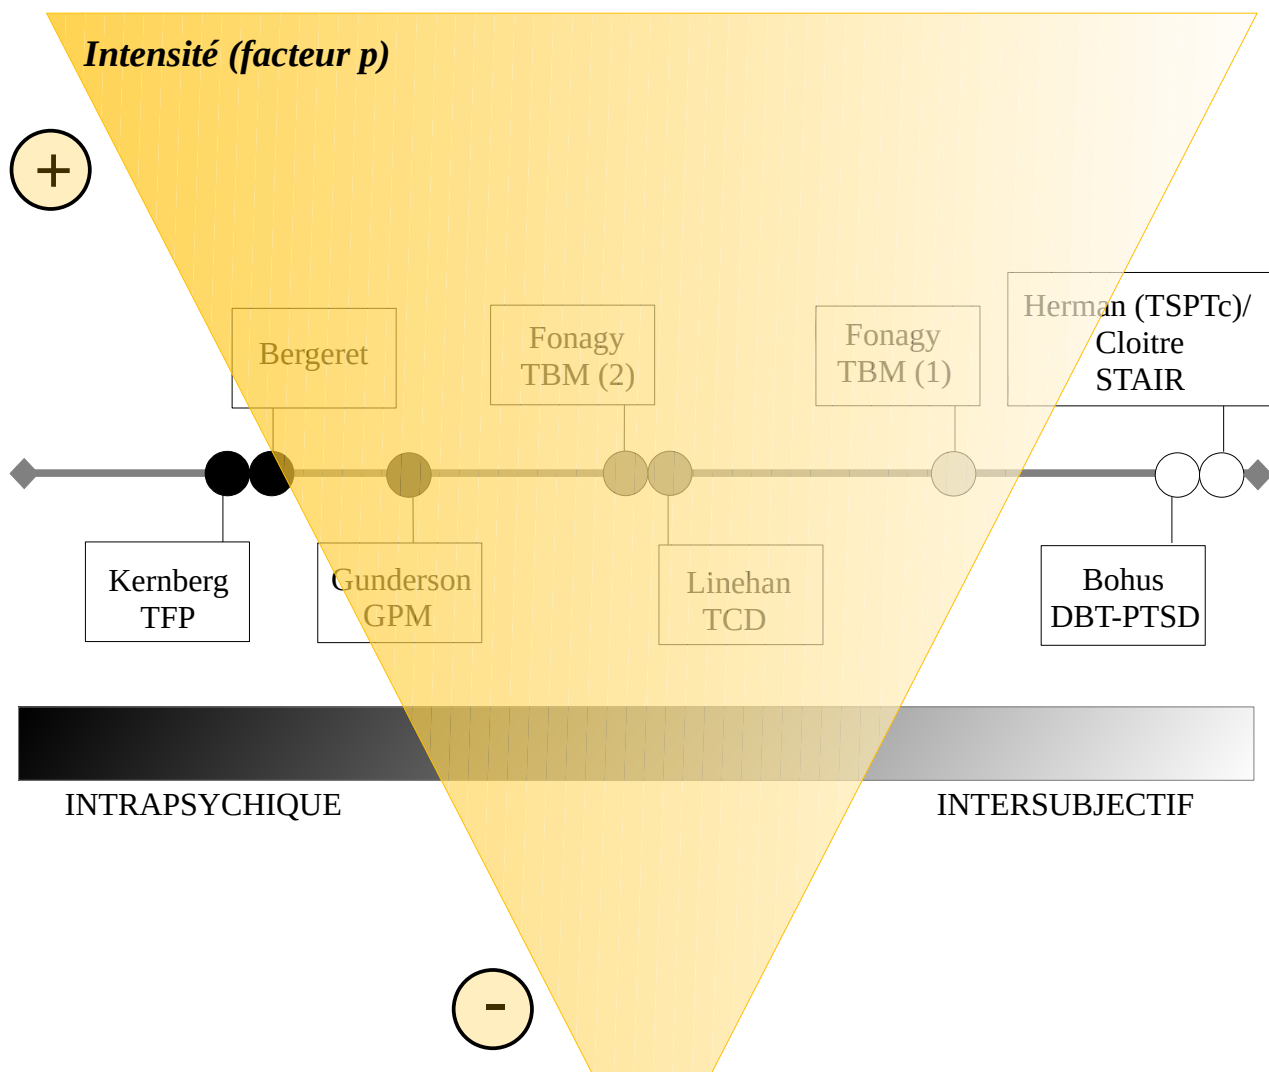 Intensité (facteur p)
+
Herman (TSPTc)/
Cloitre
STAIR
Bergeret
Fonagy
TBM (2)
Fonagy
TBM (1)
Kernberg
TFP
Gunderson
GPM
Linehan
TCD
Bohus
DBT-PTSD
INTRAPSYCHIQUE
INTERSUBJECTIF
-